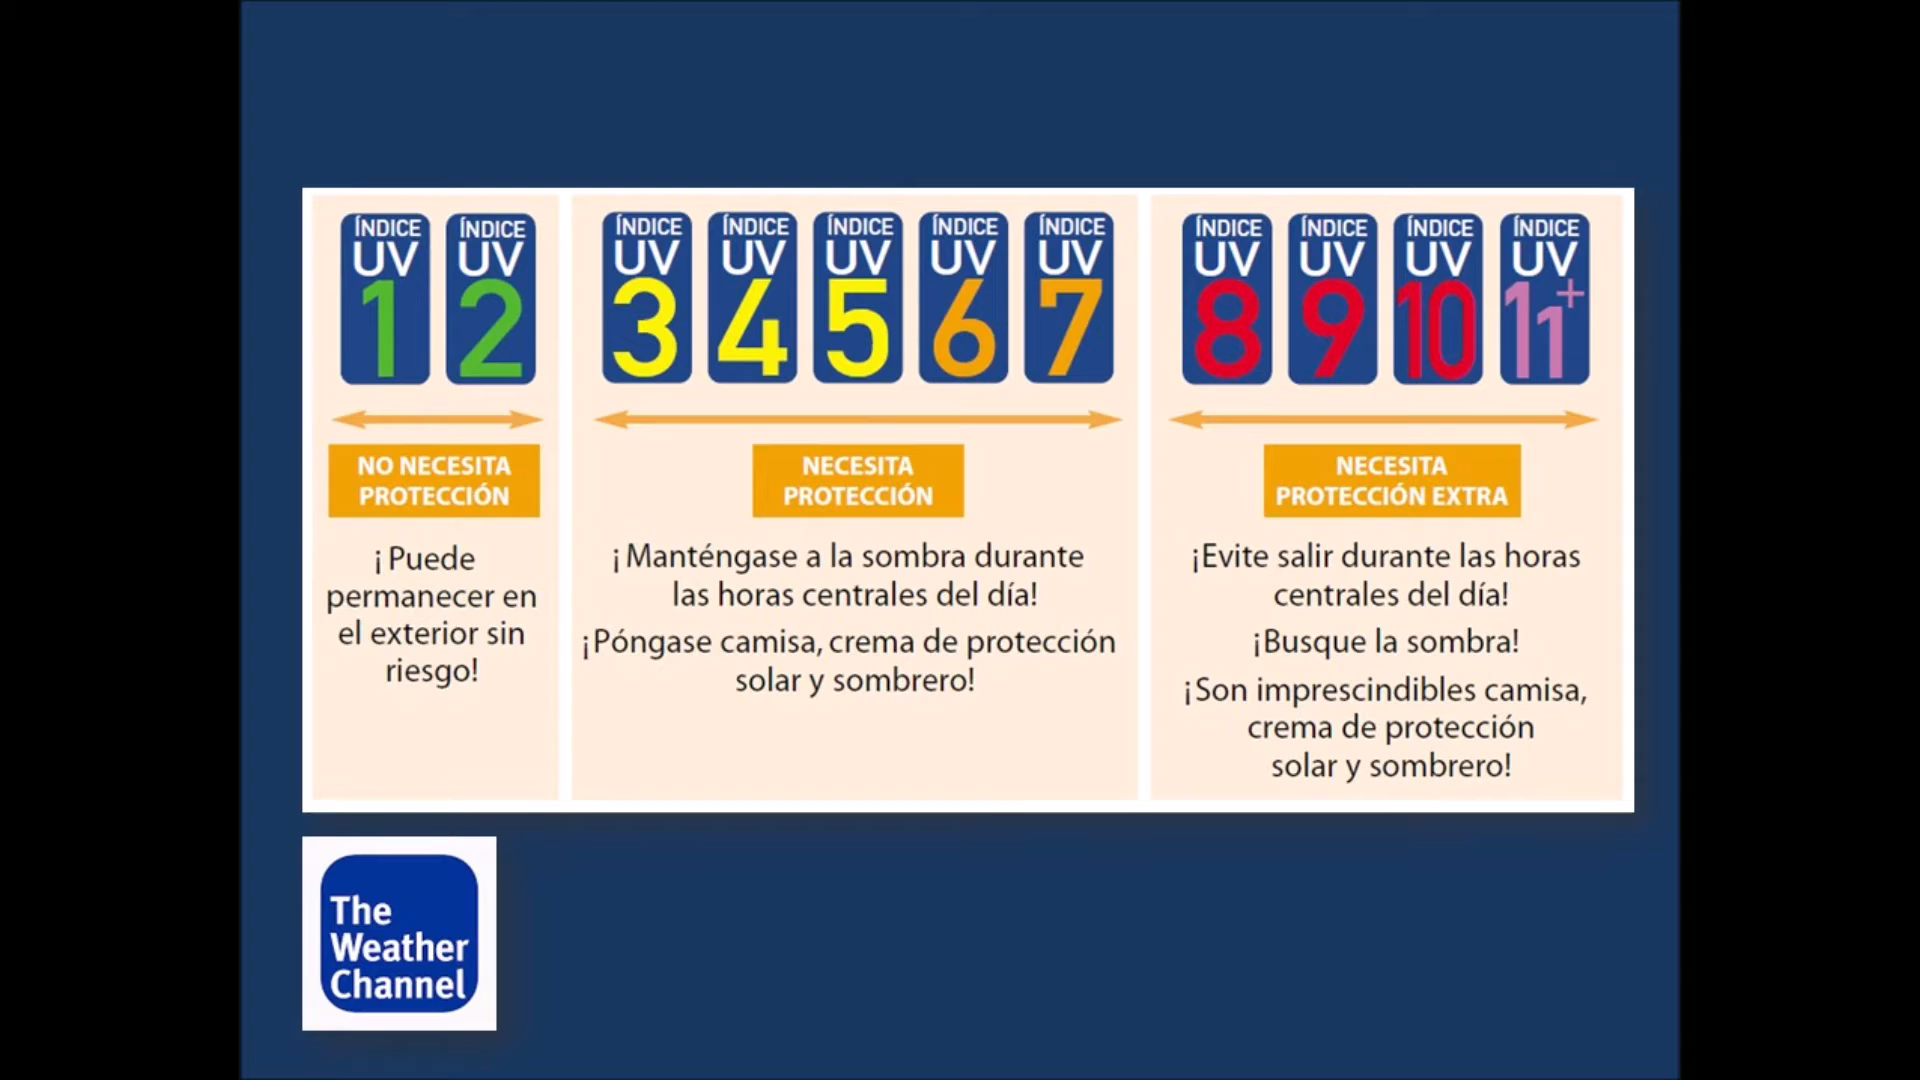 ÍNDICE
UV
1
ÍNDICE
UV
2
NO NECESITA
PROTECCIÓN
¡Puede
permanecer en
el exterior sin
riesgo!
ÍNDICE
UV
3
ÍNDICE
UV
4
ÍNDICE
UV
5
ÍNDICE
UV
6
ÍNDICE
UV
7
NECESITA
PROTECCIÓN
¡Manténgase a la sombra durante
las horas centrales del día!
¡Póngase camisa, crema de protección
solar y sombrero!
ÍNDICE
UV
8
ÍNDICE
UV
9
ÍNDICE
UV
10
ÍNDICE
UV
11+
NECESITA
PROTECCIÓN EXTRA
¡Evite salir durante las horas
centrales del día!
¡Busque la sombra!
¡Son imprescindibles camisa,
crema de protección
solar y sombrero!
The
Weather
Channel